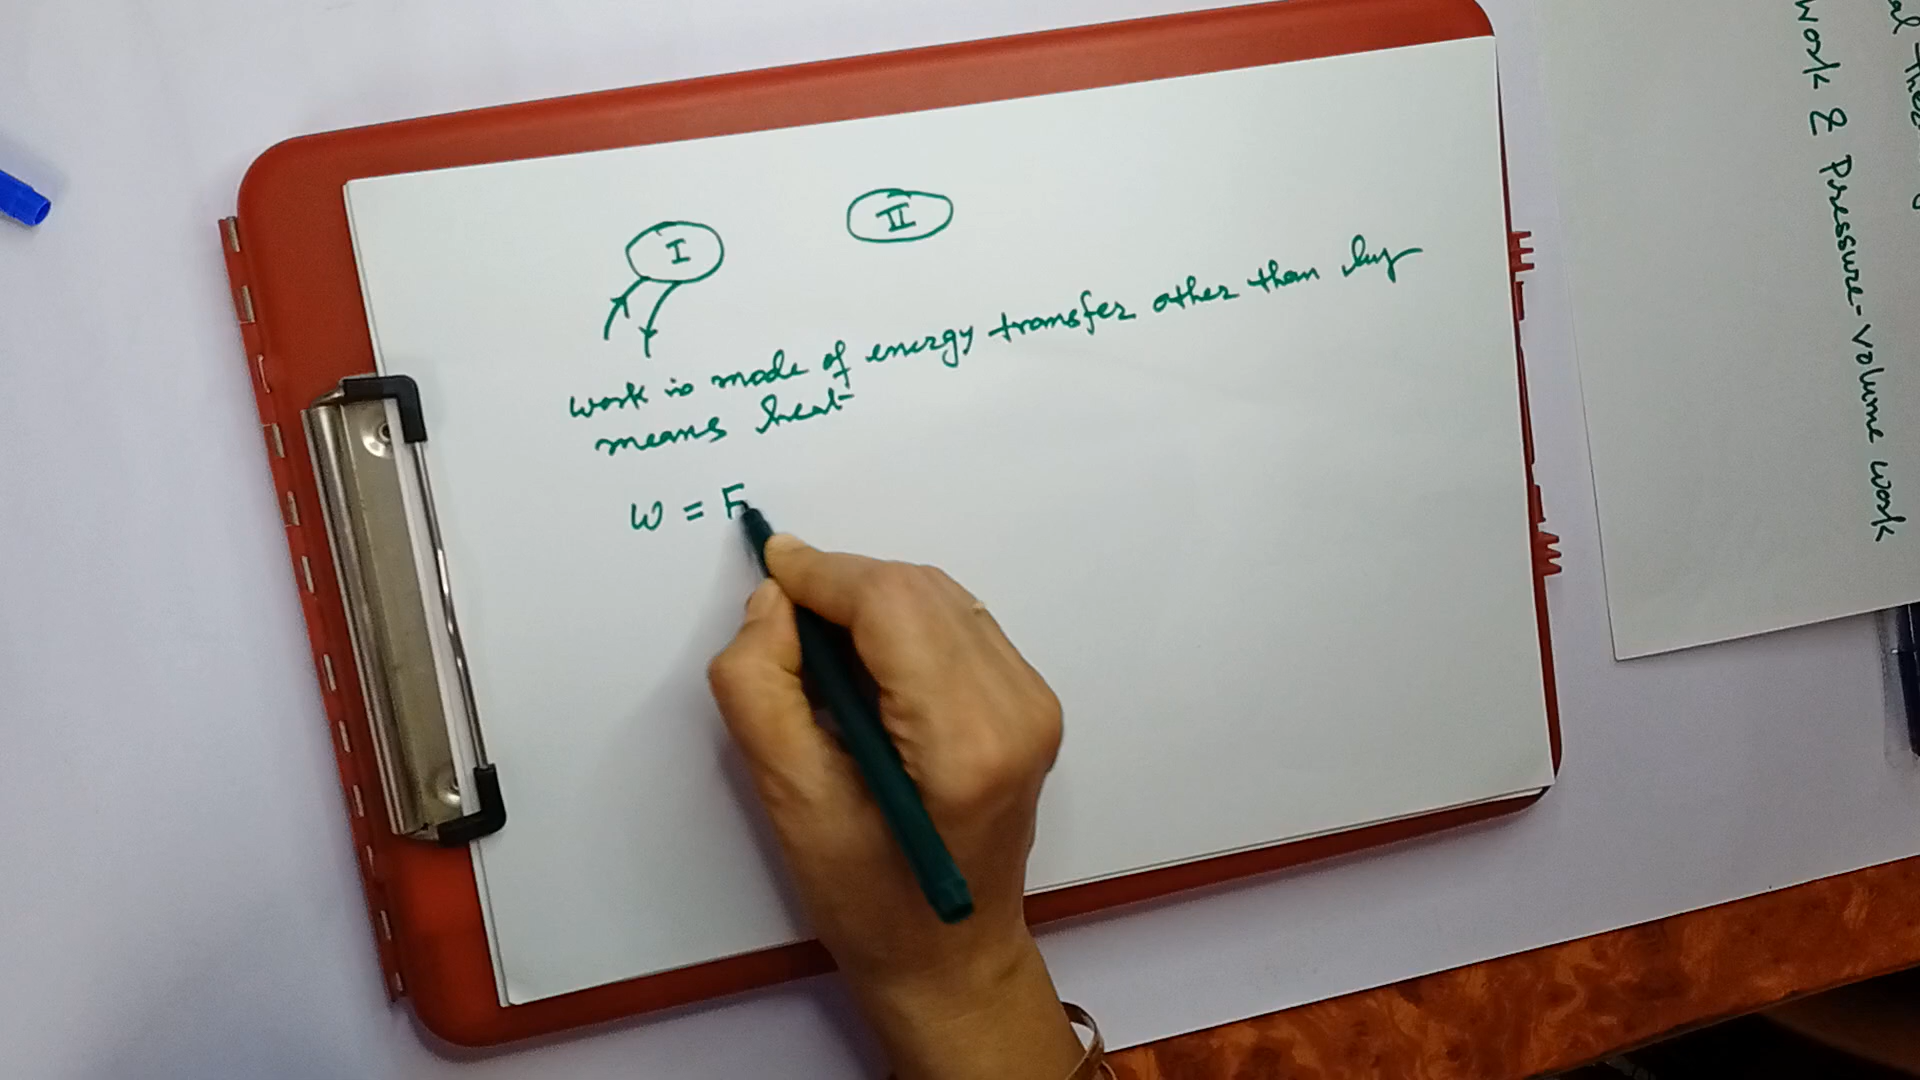 I
II
work is mode of energy transfer other than by
means heat
W = F
work & Pressure-volume work